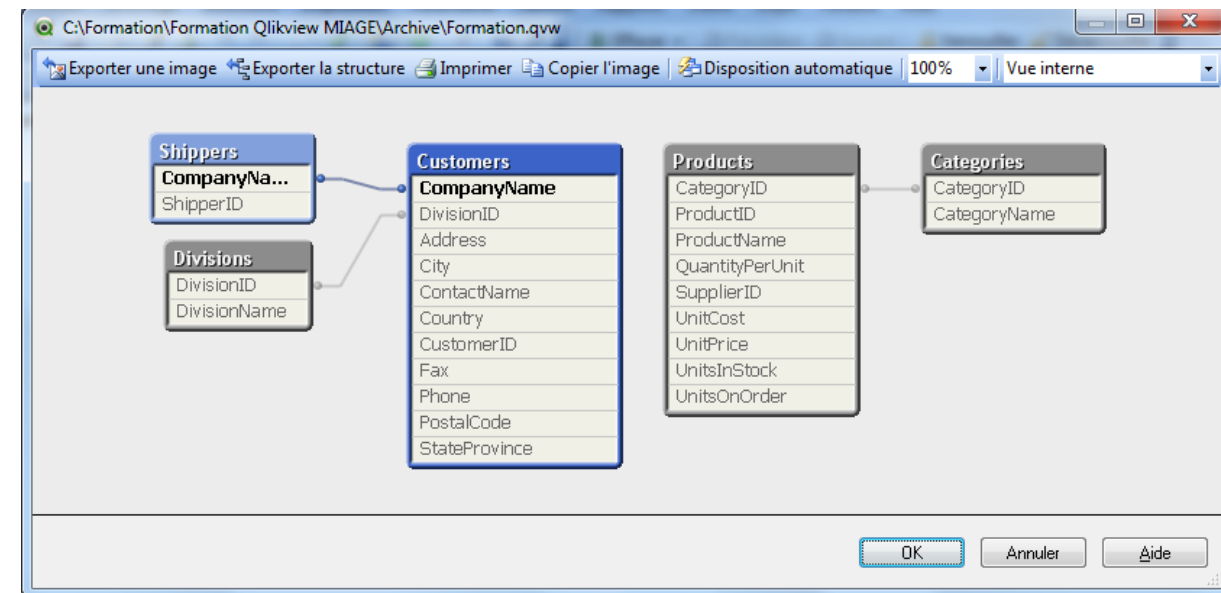 C:\Formation\Formation Qlikview MIAGE\Archive\Formation.qvw
Exporter une image Exporter la structure Imprimer Copier l'image Disposition automatique 100% Vue interne
Shippers
CompanyNa...
ShipperID
Divisions
DivisionID
DivisionName
Customers
CompanyName
DivisionID
Address
City
ContactName
Country
CustomerID
Fax
Phone
PostalCode
StateProvince
Products
CategoryID
ProductID
ProductName
QuantityPerUnit
SupplierID
UnitCost
UnitPrice
UnitsInStock
UnitsOnOrder
Categories
CategoryID
CategoryName
OK Annuler Aide